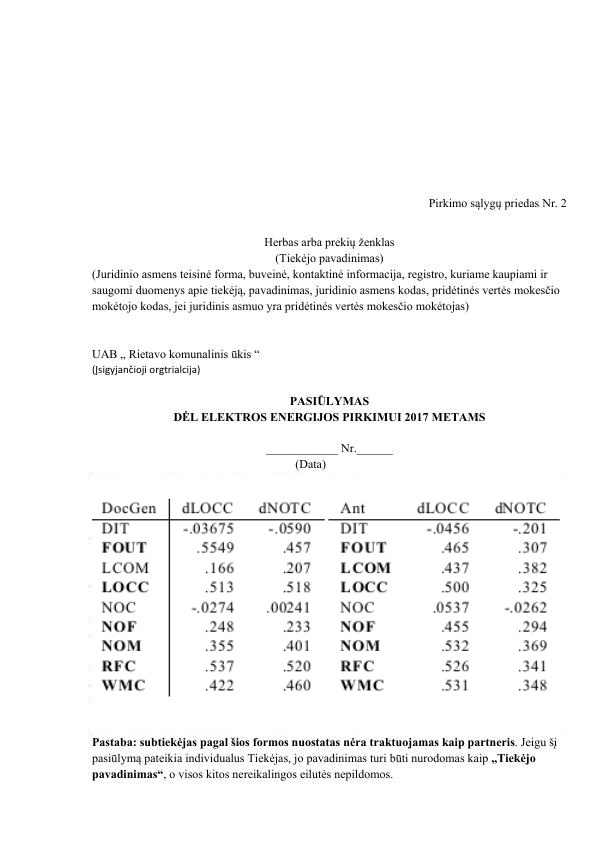 Pirkimo sąlygų priedas Nr. 2
Herbas arba prekių ženklas
(Tiekėjo pavadinimas)
(Juridinio asmens teisinė forma, buveinė, kontaktinė informacija, registro, kuriame kaupiami ir
saugomi duomenys apie tiekėją, pavadinimas, juridinio asmens kodas, pridėtinės vertės mokesčio
mokėtojo kodas, jei juridinis asmuo yra pridėtinės vertės mokesčio mokėtojas)
UAB „ Rietavo komunalinis ūkis “
(Įsigyjančioji orgtrialcija)
PASIŪLYMAS
DĖL ELEKTROS ENERGIJOS PIRKIMUI 2017 METAMS
____________ Nr.______
(Data)
DocGen dLOCC dNOTC Ant dLOCC dNOTC
DIT -.03675 -.0590 DIT -.0456 -.201
FOUT .5549 .457 FOUT .465 .307
LCOM .166 .207 LCOM .437 .382
LOCC .513 .518 LOCC .500 .325
NOC -.0274 .00241 NOC .0537 -.0262
NOF .248 .233 NOF .455 .294
NOM .355 .401 NOM .532 .369
RFC .537 .520 RFC .526 .341
WMC .422 .460 WMC .531 .348
Pastaba: subtiekėjas pagal šios formos nuostatas nėra traktuojamas kaip partneris. Jeigu šį
pasiūlymą pateikia individualus Tiekėjas, jo pavadinimas turi būti nurodomas kaip „Tiekėjo
pavadinimas“, o visos kitos nereikalingos eilutės nepildomos.